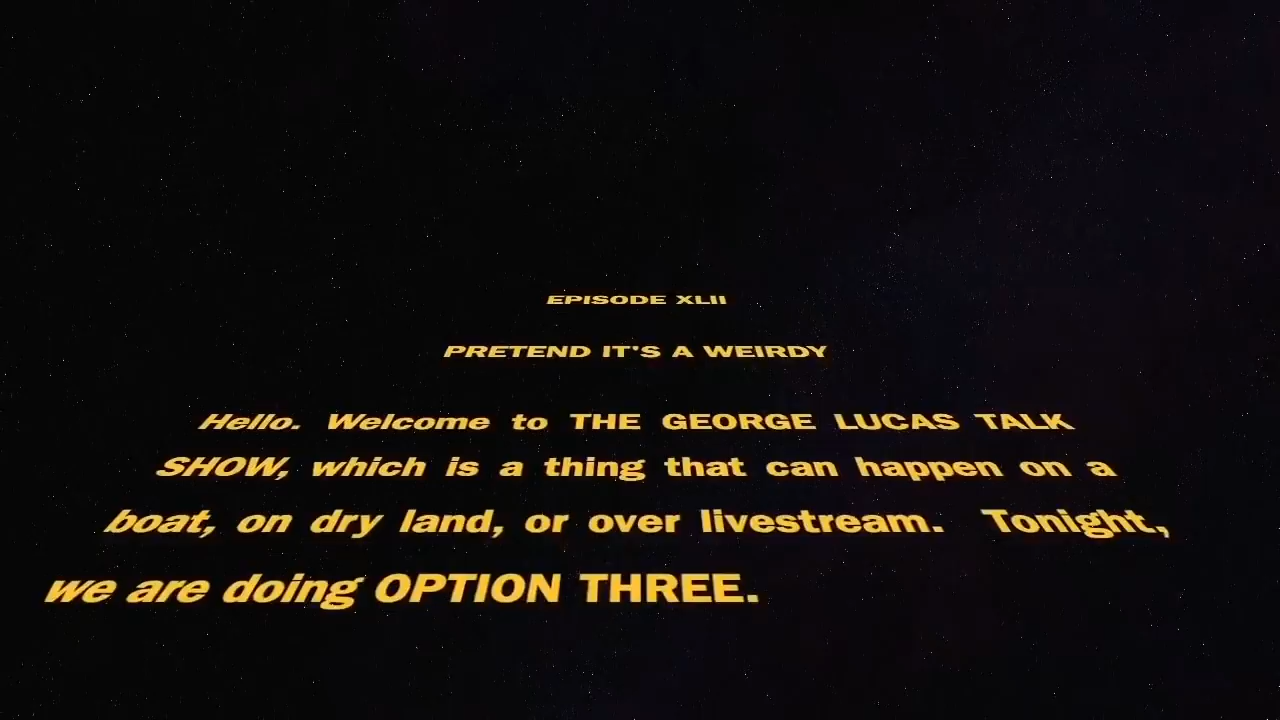 EPISODE XLII
PRETEND IT'S A WEIRDY
Hello. Welcome to THE GEORGE LUCAS TALK
SHOW, which is a thing that can happen on a
boat, on dry land, or over livestream. Tonight,
we are doing OPTION THREE.